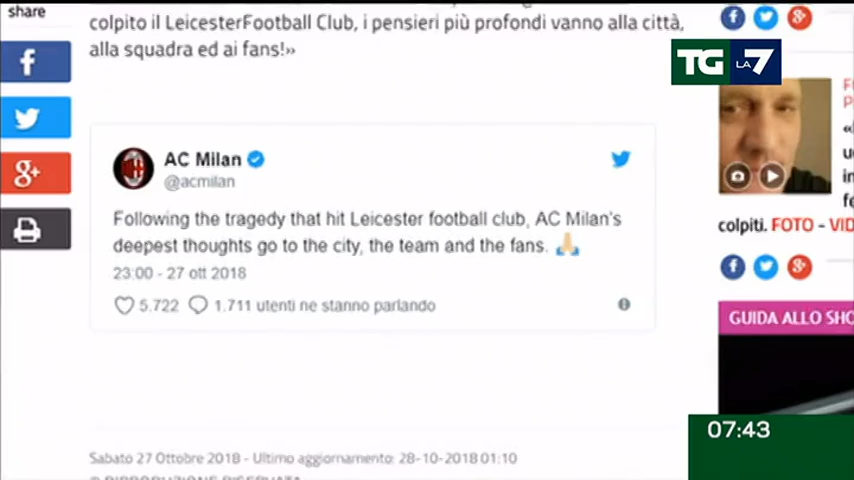 share
colpito il LeicesterFootball Club, i pensieri più profondi vanno alla città,
alla squadra ed ai fans!»
TG LA7
AC Milan
@acmilan
Following the tragedy that hit Leicester football club, AC Milan's
deepest thoughts go to the city, the team and the fans. 🙏
23:00 - 27 ott 2018
5.722 1.711 utenti ne stanno parlando
colpiti. FOTO - VID
GUIDA ALLO SHO
07:43
Sabato 27 Ottobre 2018 - Ultimo aggiornamento: 28-10-2018 01:10
© RIPRODUZIONE RISERVATA